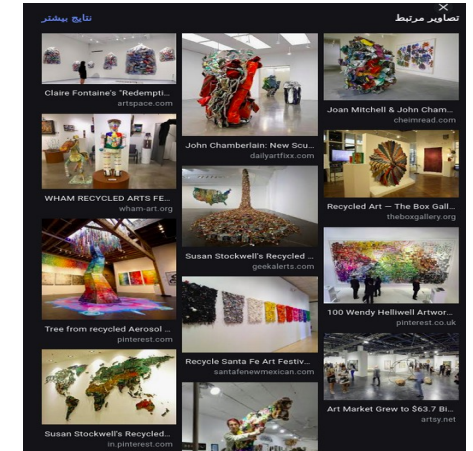 تصاویر مرتبط
نتایج بیشتر
Claire Fontaine's "Redempti...
artspace.com
WHAM RECYCLED ARTS FE...
wham-art.org
Tree from recycled Aerosol ...
pinterest.com
Susan Stockwell's Recycled...
in.pinterest.com
John Chamberlain: New Scu...
dailyartfixx.com
Susan Stockwell's Recycled ...
geekalerts.com
Recycle Santa Fe Art Festiv...
santafenewmexican.com
Joan Mitchell & John Cham...
cheimread.com
Recycled Art — The Box Gall...
theboxgallery.org
100 Wendy Helliwell Artwor...
pinterest.co.uk
Art Market Grew to $63.7 Bi...
artsy.net